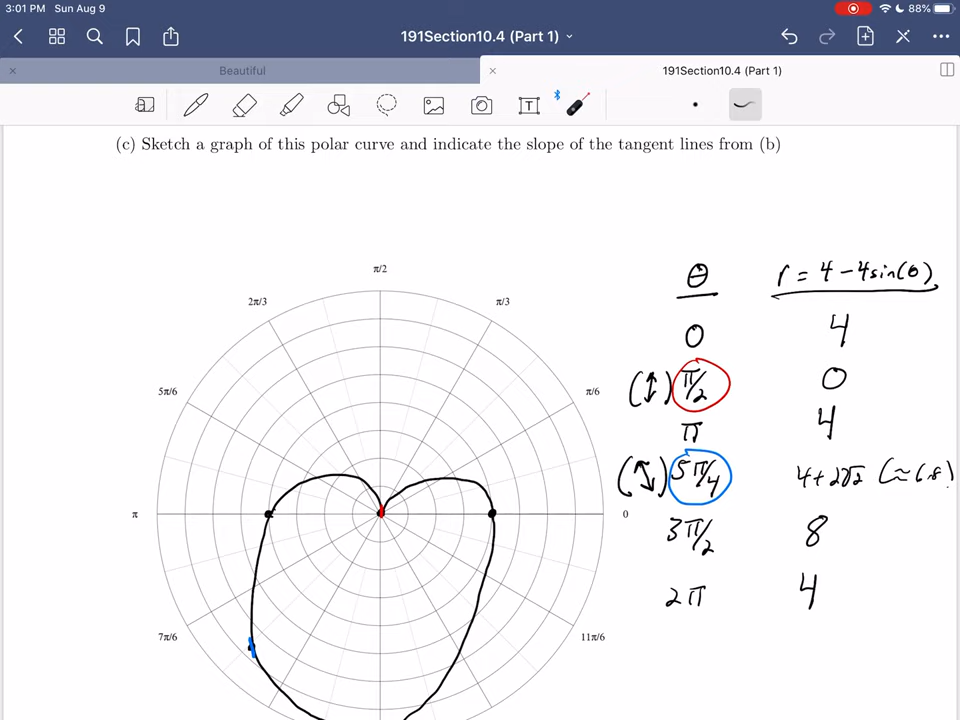 3:01 PM Sun Aug 9
88%
191Section10.4 (Part 1)
Beautiful
191Section10.4 (Part 1)
T
(c) Sketch a graph of this polar curve and indicate the slope of the tangent lines from (b)
π/2
2π/3
π/3
5π/6
π/6
π
0
7π/6
11π/6
θ r = 4 - 4sin(θ)
0 4
(↕) π/2 0
π 4
(↕) 5π/4 4+2√2 (≈6.8)
3π/2 8
2π 4